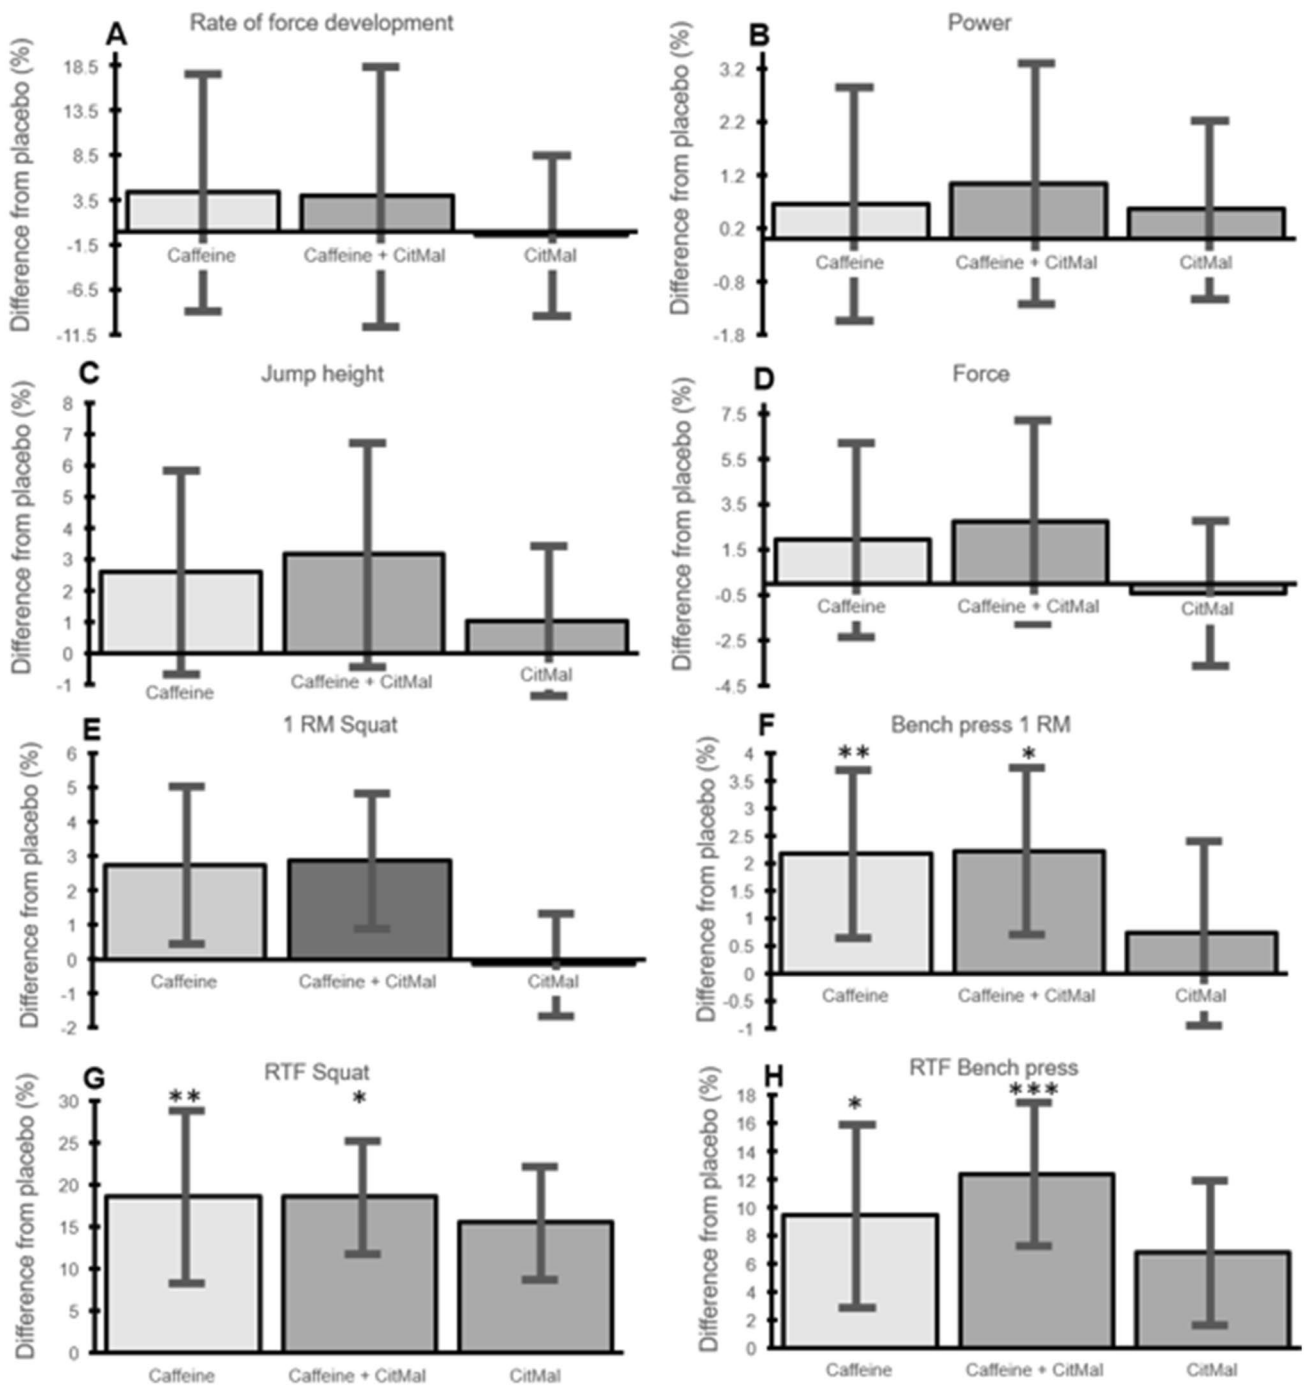 A
Rate of force development
Difference from placebo (%)
18.5
13.5
8.5
3.5
-1.5
-6.5
-11.5
Caffeine
Caffeine + CitMal
CitMal
B
Power
Difference from placebo (%)
3.2
2.2
1.2
0.2
-0.8
-1.8
Caffeine
Caffeine + CitMal
CitMal
C
Jump height
Difference from placebo (%)
8
7
6
5
4
3
2
1
0
-1
Caffeine
Caffeine + CitMal
CitMal
D
Force
Difference from placebo (%)
7.5
5.5
3.5
1.5
-0.5
-2.5
-4.5
Caffeine
Caffeine + CitMal
CitMal
E
1 RM Squat
Difference from placebo (%)
6
5
4
3
2
1
0
-1
-2
Caffeine
Caffeine + CitMal
CitMal
F
Bench press 1 RM
Difference from placebo (%)
4
3.5
3
2.5
2
1.5
1
0.5
0
-0.5
-1
**
*
Caffeine
Caffeine + CitMal
CitMal
G
RTF Squat
Difference from placebo (%)
30
25
20
15
10
5
0
**
*
Caffeine
Caffeine + CitMal
CitMal
H
RTF Bench press
Difference from placebo (%)
18
16
14
12
10
8
6
4
2
0
*
***
Caffeine
Caffeine + CitMal
CitMal